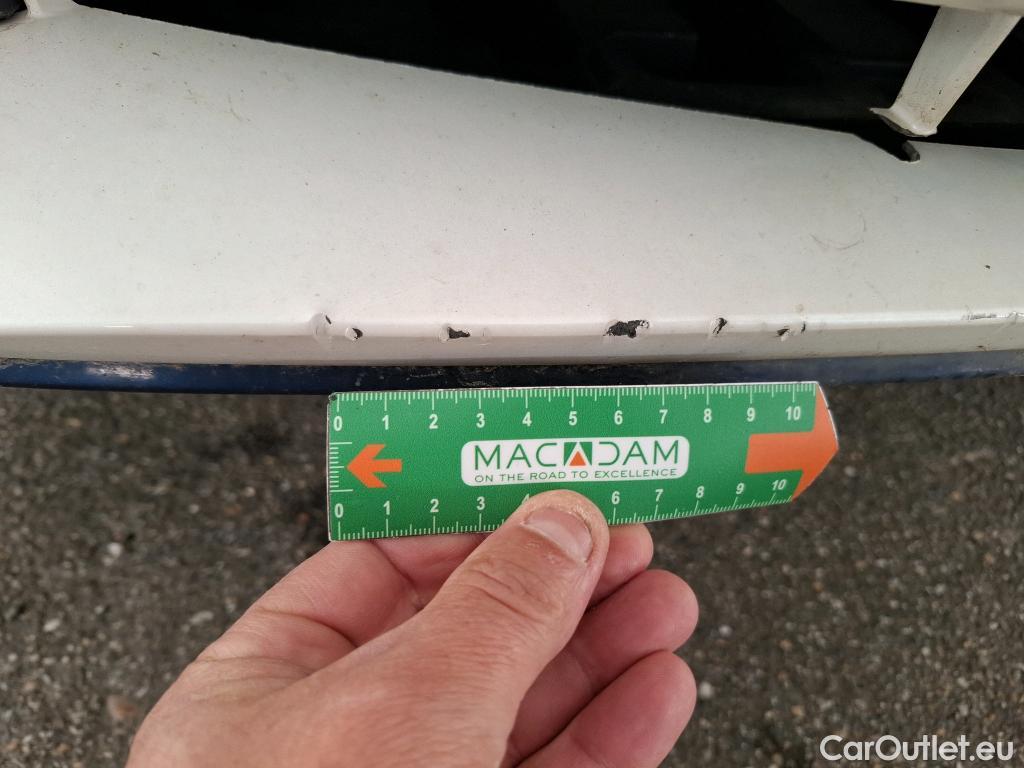 0 1 2 3 4 5 6 7 8 9 10
MACADAM
ON THE ROAD TO EXCELLENCE
0 1 2 3 4 6 7 8 9 10
CarOutlet.eu